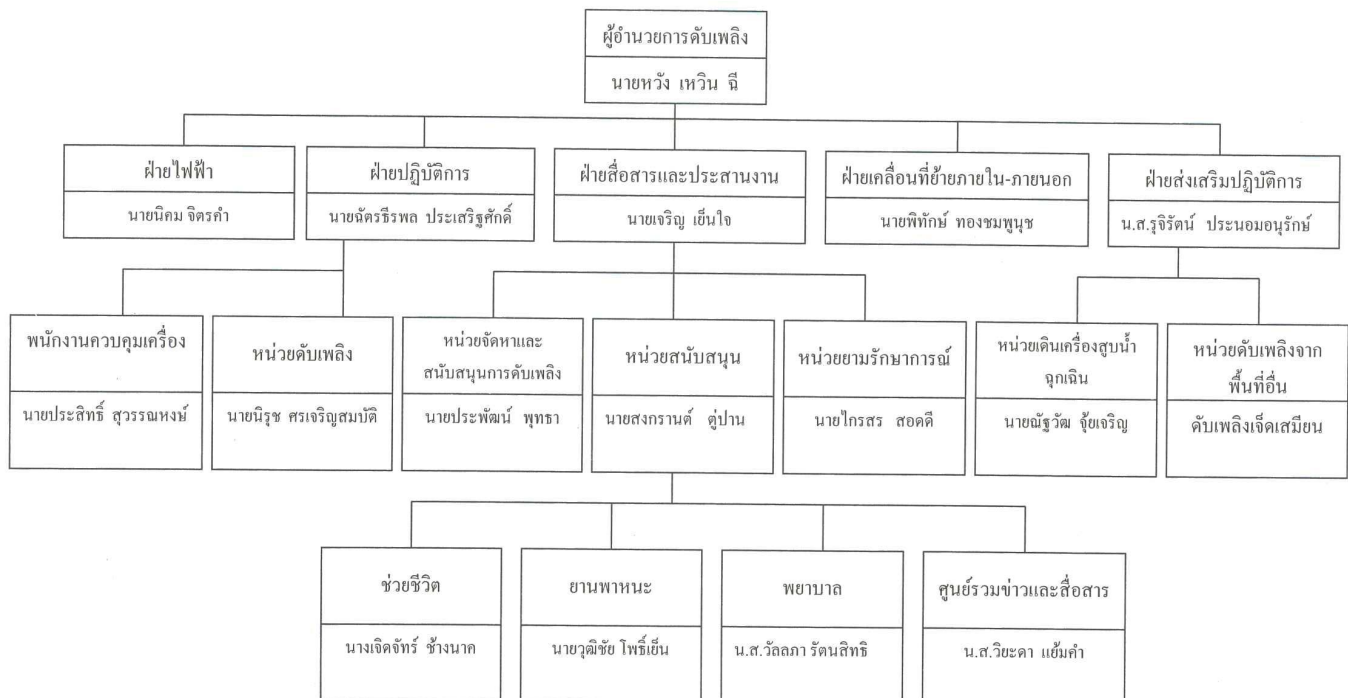 ผู้อำนวยการดับเพลิง
นายหวัง เหวิน ฉี
ฝ่ายไฟฟ้า
นายนิคม จิตรคำ
ฝ่ายปฏิบัติการ
นายฉัตรธีรพล ประเสริฐศักดิ์
ฝ่ายสื่อสารและประสานงาน
นายเจริญ เย็นใจ
ฝ่ายเคลื่อนที่ย้ายภายใน-ภายนอก
นายพิทักษ์ ทองชมพูนุช
ฝ่ายส่งเสริมปฏิบัติการ
น.ส.รุจิรัตน์ ประนอมอนุรักษ์
พนักงานควบคุมเครื่อง
นายประสิทธิ์ สุวรรณหงษ์
หน่วยดับเพลิง
นายนิรุช ศรเจริญสมบัติ
หน่วยจัดหาและ
สนับสนุนการดับเพลิง
นายประพัฒน์ พุทธา
หน่วยสนับสนุน
นายสงกรานต์ ตู่ปาน
หน่วยยามรักษาการณ์
นายไกรสร สอดดี
หน่วยเดินเครื่องสูบน้ำ
ฉุกเฉิน
นายณัฐวัฒ จุ้ยเจริญ
หน่วยดับเพลิงจาก
พื้นที่อื่น
ดับเพลิงเจ็ดเสมียน
ช่วยชีวิต
นางเจิดจัทร์ ช้างนาค
ยานพาหนะ
นายวุฒิชัย โพธิ์เย็น
พยาบาล
น.ส.วัลลภา รัตนสิทธิ
ศูนย์รวมข่าวและสื่อสาร
น.ส.วิยะดา แย้มคำ